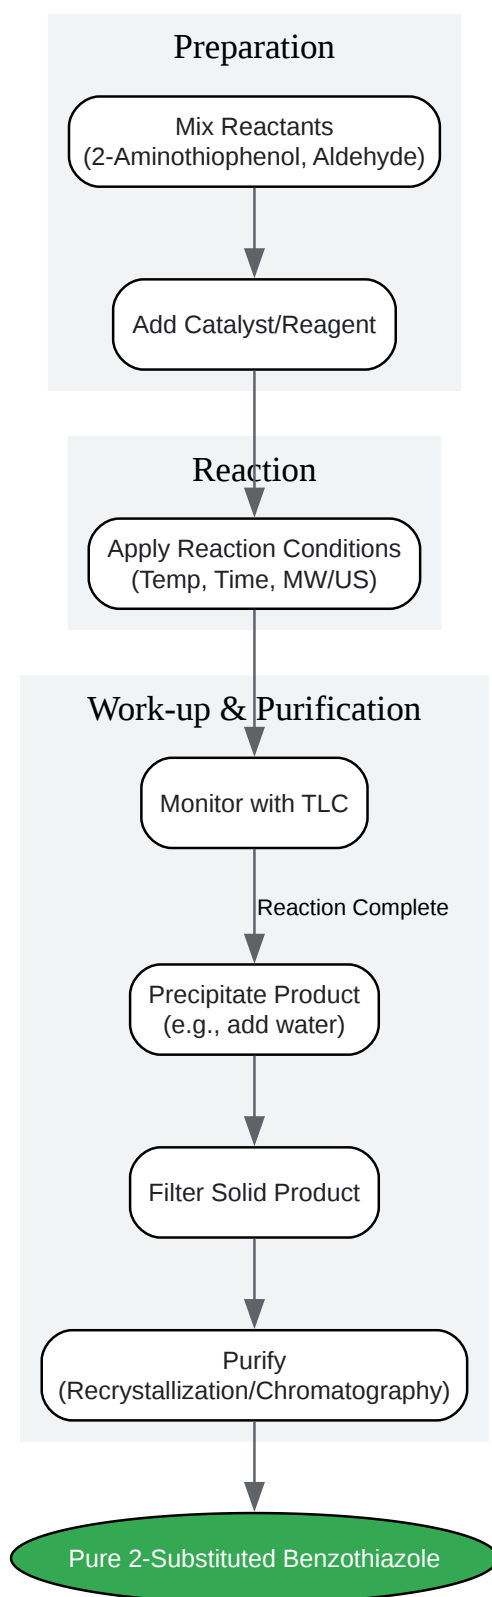 Preparation
Mix Reactants
(2-Aminothiophenol, Aldehyde)
Add Catalyst/Reagent
Reaction
Apply Reaction Conditions
(Temp, Time, MW/US)
Work-up & Purification
Monitor with TLC
Reaction Complete
Precipitate Product
(e.g., add water)
Filter Solid Product
Purify
(Recrystallization/Chromatography)
Pure 2-Substituted Benzothiazole